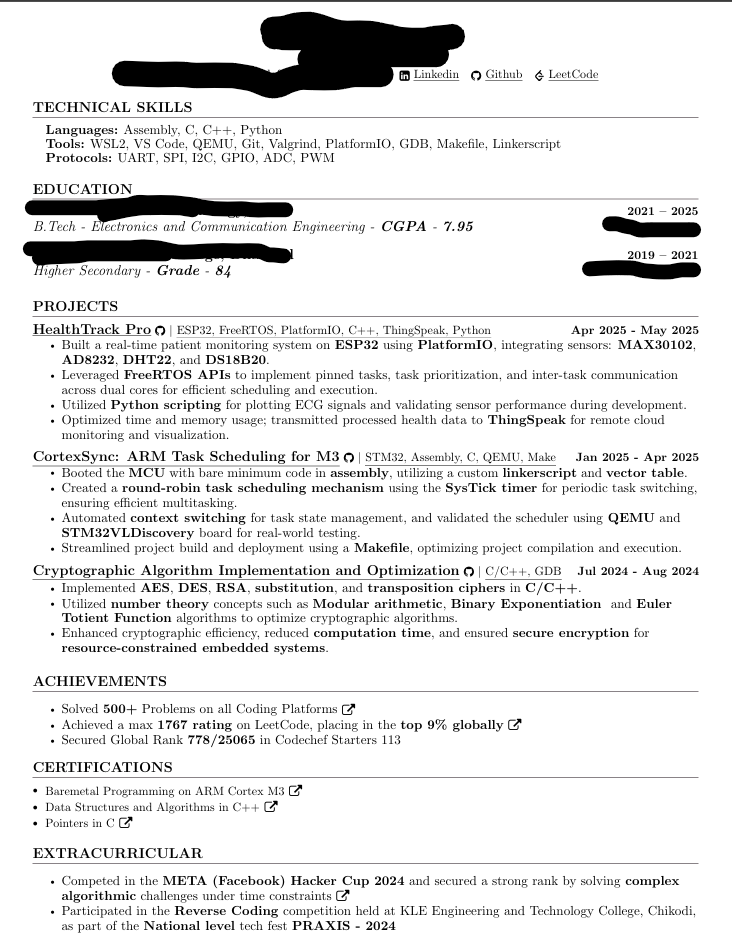 Linkedin Github LeetCode
TECHNICAL SKILLS
Languages: Assembly, C, C++, Python
Tools: WSL2, VS Code, QEMU, Git, Valgrind, PlatformIO, GDB, Makefile, Linkerscript
Protocols: UART, SPI, I2C, GPIO, ADC, PWM
EDUCATION
2021 – 2025
B.Tech - Electronics and Communication Engineering - CGPA - 7.95
2019 – 2021
Higher Secondary - Grade - 84
PROJECTS
HealthTrack Pro | ESP32, FreeRTOS, PlatformIO, C++, ThingSpeak, Python Apr 2025 - May 2025
• Built a real-time patient monitoring system on ESP32 using PlatformIO, integrating sensors: MAX30102,
AD8232, DHT22, and DS18B20.
• Leveraged FreeRTOS APIs to implement pinned tasks, task prioritization, and inter-task communication
across dual cores for efficient scheduling and execution.
• Utilized Python scripting for plotting ECG signals and validating sensor performance during development.
• Optimized time and memory usage; transmitted processed health data to ThingSpeak for remote cloud
monitoring and visualization.
CortexSync: ARM Task Scheduling for M3 | STM32, Assembly, C, QEMU, Make Jan 2025 - Apr 2025
• Booted the MCU with bare minimum code in assembly, utilizing a custom linkerscript and vector table.
• Created a round-robin task scheduling mechanism using the SysTick timer for periodic task switching,
ensuring efficient multitasking.
• Automated context switching for task state management, and validated the scheduler using QEMU and
STM32VLDiscovery board for real-world testing.
• Streamlined project build and deployment using a Makefile, optimizing project compilation and execution.
Cryptographic Algorithm Implementation and Optimization | C/C++, GDB Jul 2024 - Aug 2024
• Implemented AES, DES, RSA, substitution, and transposition ciphers in C/C++.
• Utilized number theory concepts such as Modular arithmetic, Binary Exponentiation and Euler
Totient Function algorithms to optimize cryptographic algorithms.
• Enhanced cryptographic efficiency, reduced computation time, and ensured secure encryption for
resource-constrained embedded systems.
ACHIEVEMENTS
• Solved 500+ Problems on all Coding Platforms
• Achieved a max 1767 rating on LeetCode, placing in the top 9% globally
• Secured Global Rank 778/25065 in Codechef Starters 113
CERTIFICATIONS
• Baremetal Programming on ARM Cortex M3
• Data Structures and Algorithms in C++
• Pointers in C
EXTRACURRICULAR
• Competed in the META (Facebook) Hacker Cup 2024 and secured a strong rank by solving complex
algorithmic challenges under time constraints
• Participated in the Reverse Coding competition held at KLE Engineering and Technology College, Chikodi,
as part of the National level tech fest PRAXIS - 2024